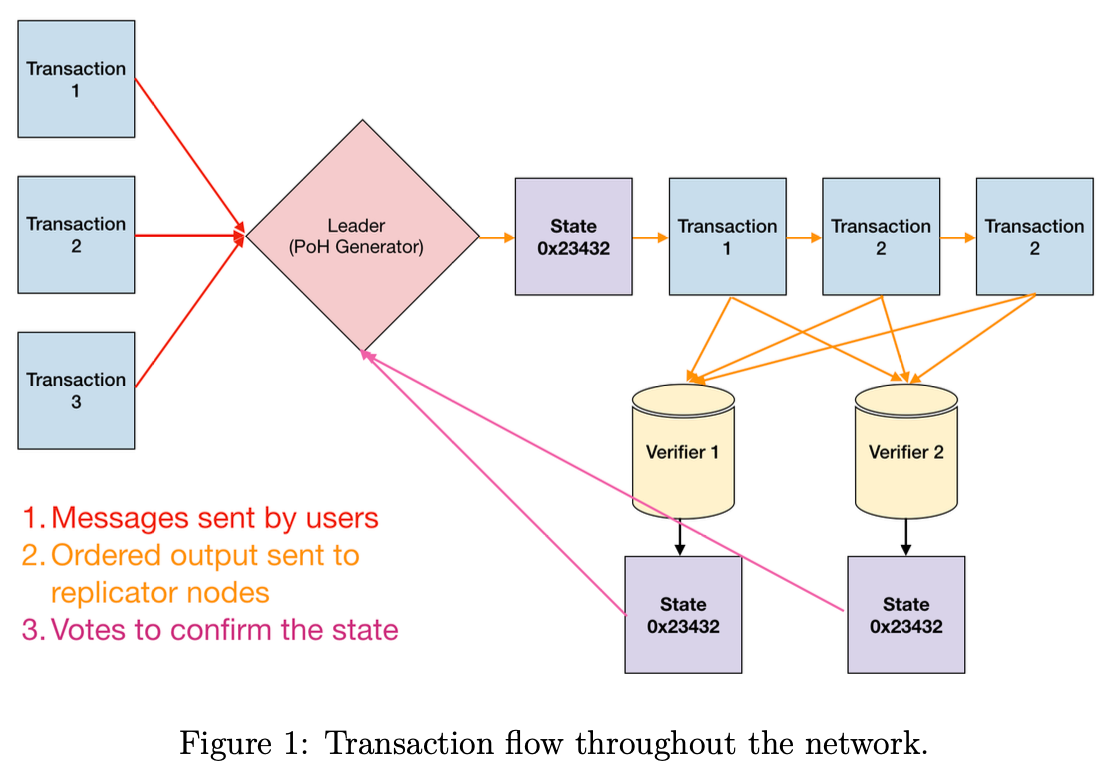 Transaction
1
Transaction
2
Transaction
3
Leader
(PoH Generator)
State
0x23432
Transaction
1
Transaction
2
Transaction
2
Verifier 1
Verifier 2
State
0x23432
State
0x23432
1. Messages sent by users
2. Ordered output sent to
replicator nodes
3. Votes to confirm the state
Figure 1: Transaction flow throughout the network.